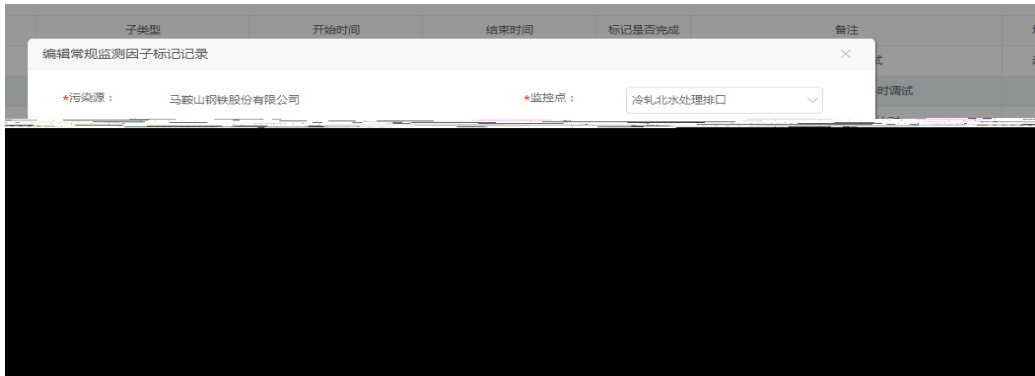 子类型 开始时间 结束时间 标记是否完成 备注
编辑常规监测因子标记记录
*污染源： 马鞍山钢铁股份有限公司 *监控点： 冷轧北水处理排口
时调试